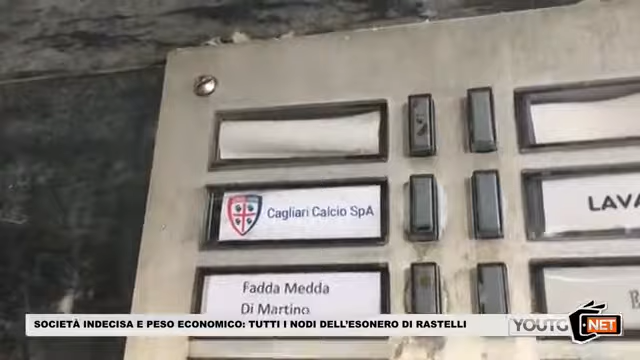 Cagliari Calcio SpA
LAVA
Fadda Medda
Di Martino
SOCIETÀ INDECISA E PESO ECONOMICO: TUTTI I NODI DELL'ESONERO DI RASTELLI
YOUTG
.NET